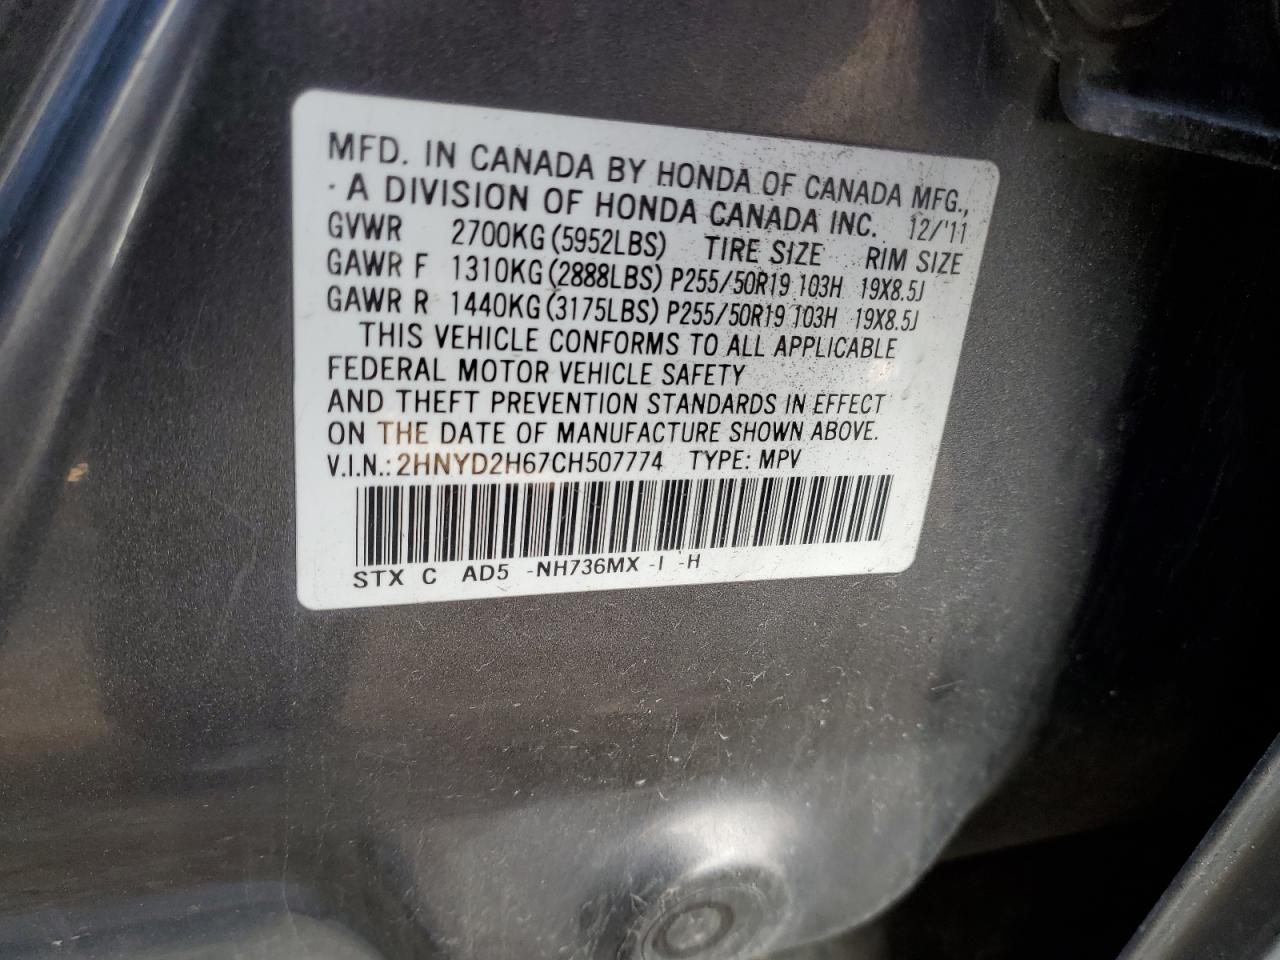 MFD. IN CANADA BY HONDA OF CANADA MFG.,
A DIVISION OF HONDA CANADA INC. 12/'11
GVWR 2700KG(5952LBS) TIRE SIZE RIM SIZE
GAWR F 1310KG(2888LBS) P255/50R19 103H 19X8.5J
GAWR R 1440KG(3175LBS) P255/50R19 103H 19X8.5J
THIS VEHICLE CONFORMS TO ALL APPLICABLE
FEDERAL MOTOR VEHICLE SAFETY
AND THEFT PREVENTION STANDARDS IN EFFECT
ON THE DATE OF MANUFACTURE SHOWN ABOVE.
V.I.N.: 2HNYD2H67CH507774 TYPE: MPV
STX C AD5 -NH736MX -I -H